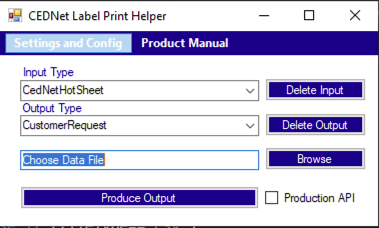 CEDNet Label Print Helper
Settings and Config Product Manual
Input Type
CedNetHotSheet Delete Input
Output Type
CustomerRequest Delete Output
Choose Data File Browse
Produce Output Production API